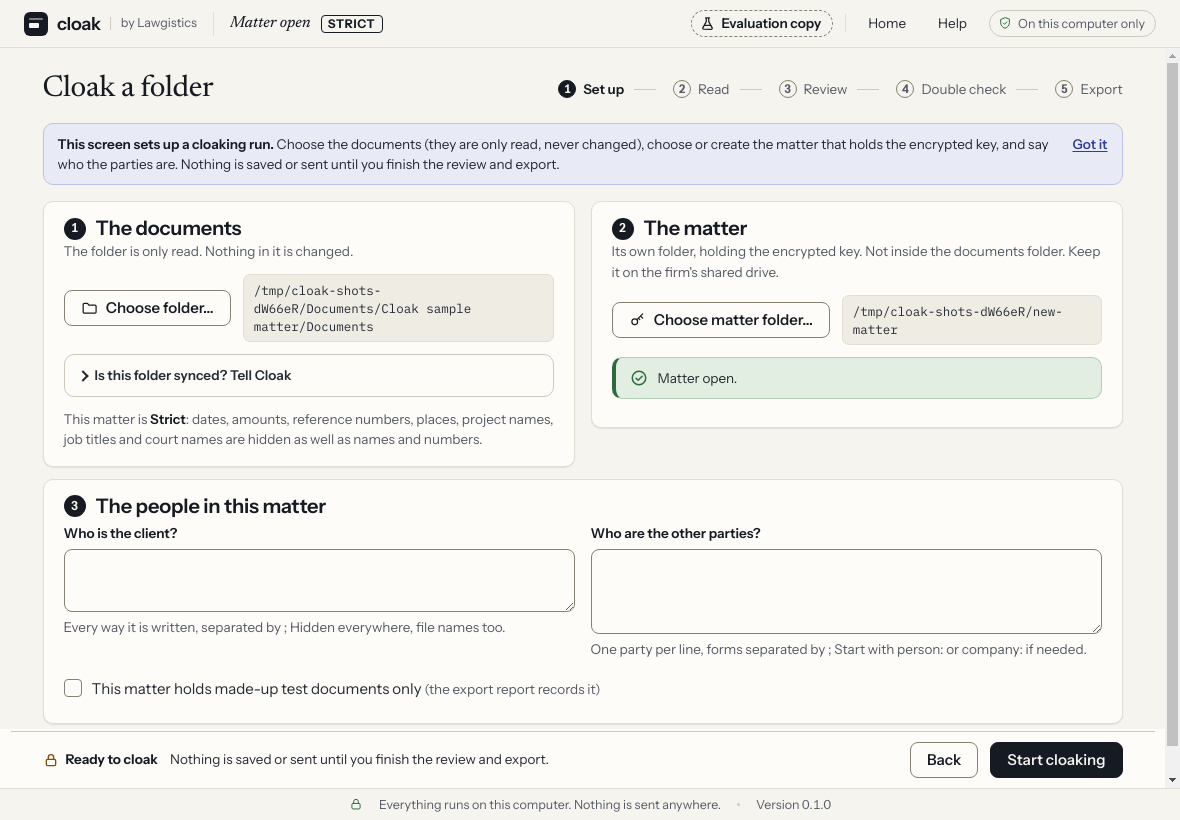 cloak by Lawgistics Matter open STRICT Evaluation copy Home Help On this computer only
Cloak a folder
1 Set up 2 Read 3 Review 4 Double check 5 Export
This screen sets up a cloaking run. Choose the documents (they are only read, never changed), choose or create the matter that holds the encrypted key, and say
who the parties are. Nothing is saved or sent until you finish the review and export.
Got it
1 The documents
The folder is only read. Nothing in it is changed.
Choose folder...
/tmp/cloak-shots-
dW66eR/Documents/Cloak sample
matter/Documents
Is this folder synced? Tell Cloak
This matter is Strict: dates, amounts, reference numbers, places, project names,
job titles and court names are hidden as well as names and numbers.
2 The matter
Its own folder, holding the encrypted key. Not inside the documents folder. Keep
it on the firm's shared drive.
Choose matter folder...
/tmp/cloak-shots-dW66eR/new-
matter
Matter open.
3 The people in this matter
Who is the client?
Every way it is written, separated by ; Hidden everywhere, file names too.
Who are the other parties?
One party per line, forms separated by ; Start with person: or company: if needed.
This matter holds made-up test documents only (the export report records it)
Ready to cloak Nothing is saved or sent until you finish the review and export.
Back
Start cloaking
Everything runs on this computer. Nothing is sent anywhere. • Version 0.1.0